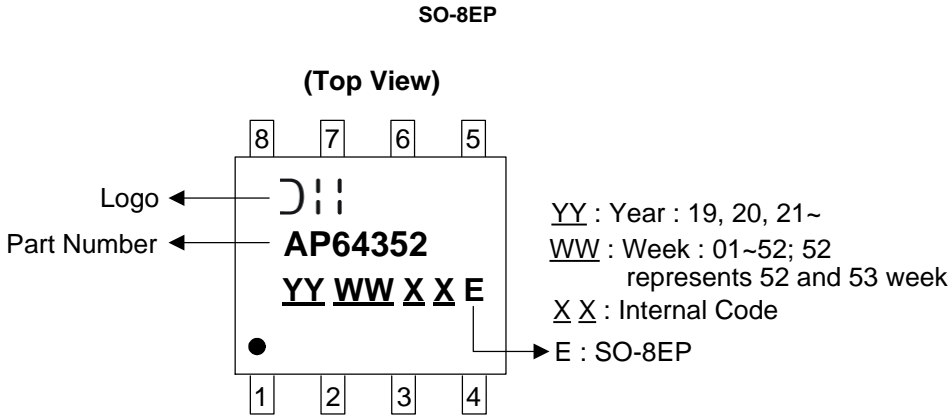 SO-8EP
(Top View)
8 7 6 5
Logo
AP64352
Part Number
YY WW X X E
YY : Year : 19, 20, 21~
WW : Week : 01~52; 52
represents 52 and 53 week
X X : Internal Code
E : SO-8EP
1 2 3 4